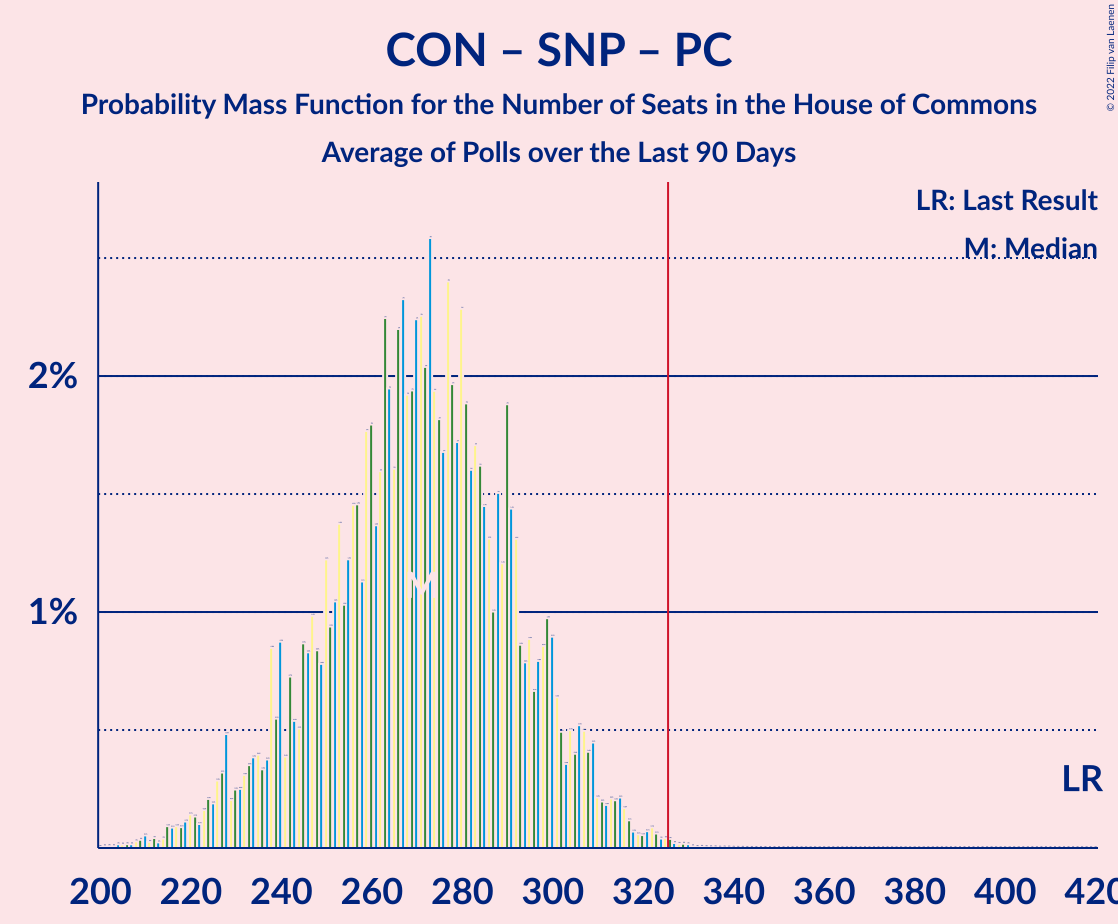 CON – SNP – PC
Probability Mass Function for the Number of Seats in the House of Commons
Average of Polls over the Last 90 Days
© 2022 Filip van Laenen
LR: Last Result
M: Median
2%
1%
M
LR
200 220 240 260 280 300 320 340 360 380 400 420